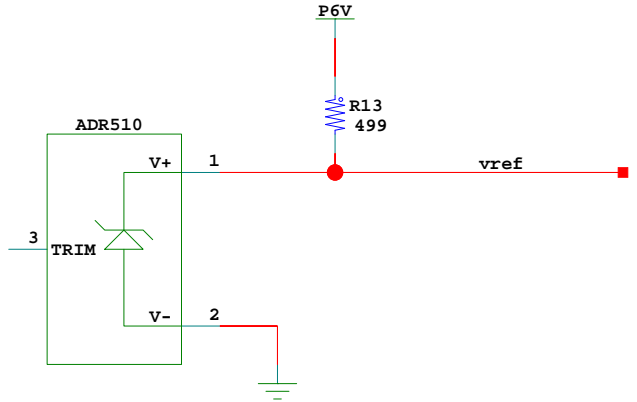 P6V
R13
499
ADR510
V+
1
vref
3
TRIM
V-
2